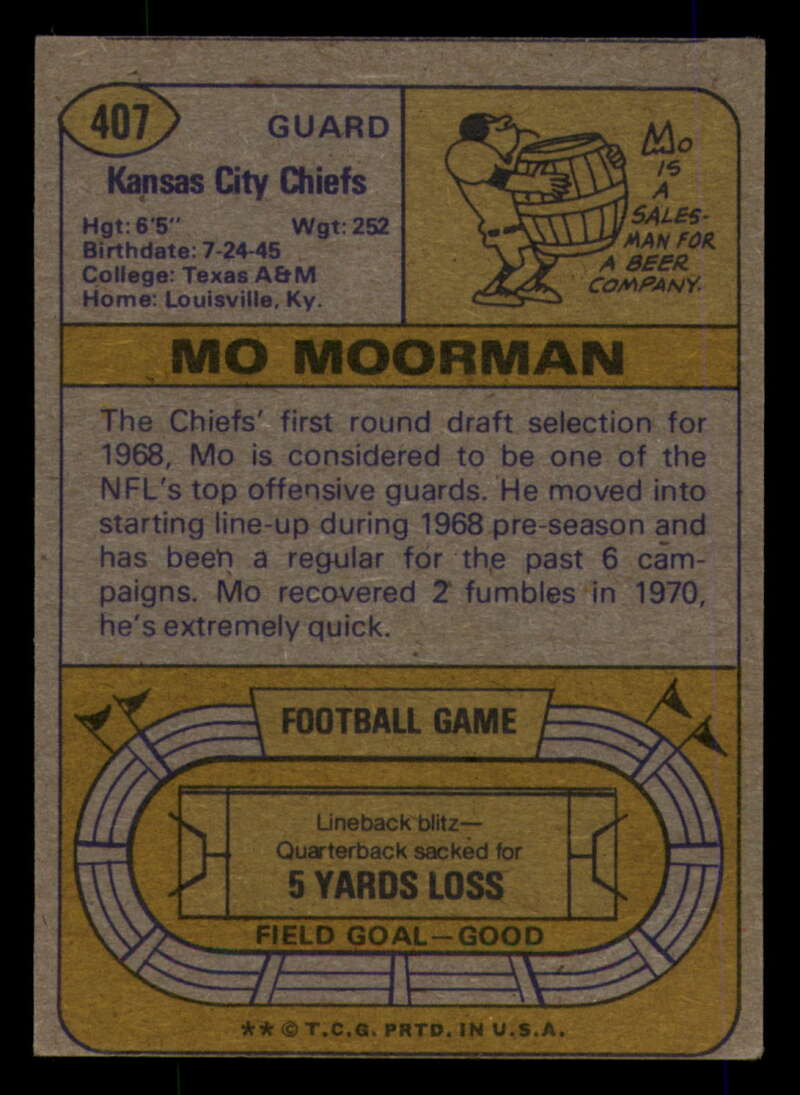 407
GUARD
Kansas City Chiefs
Hgt: 6'5" Wgt: 252
Birthdate: 7-24-45
College: Texas A&M
Home: Louisville, Ky.
Mo
IS
A
SALES-
MAN FOR
A BEER
COMPANY.
MO MOORMAN
The Chiefs' first round draft selection for
1968, Mo is considered to be one of the
NFL's top offensive guards. He moved into
starting line-up during 1968 pre-season and
has been a regular for the past 6 cam-
paigns. Mo recovered 2 fumbles in 1970,
he's extremely quick.
FOOTBALL GAME
Lineback blitz—
Quarterback sacked for
5 YARDS LOSS
FIELD GOAL—GOOD
** © T.C.G. PRTD. IN U.S.A.